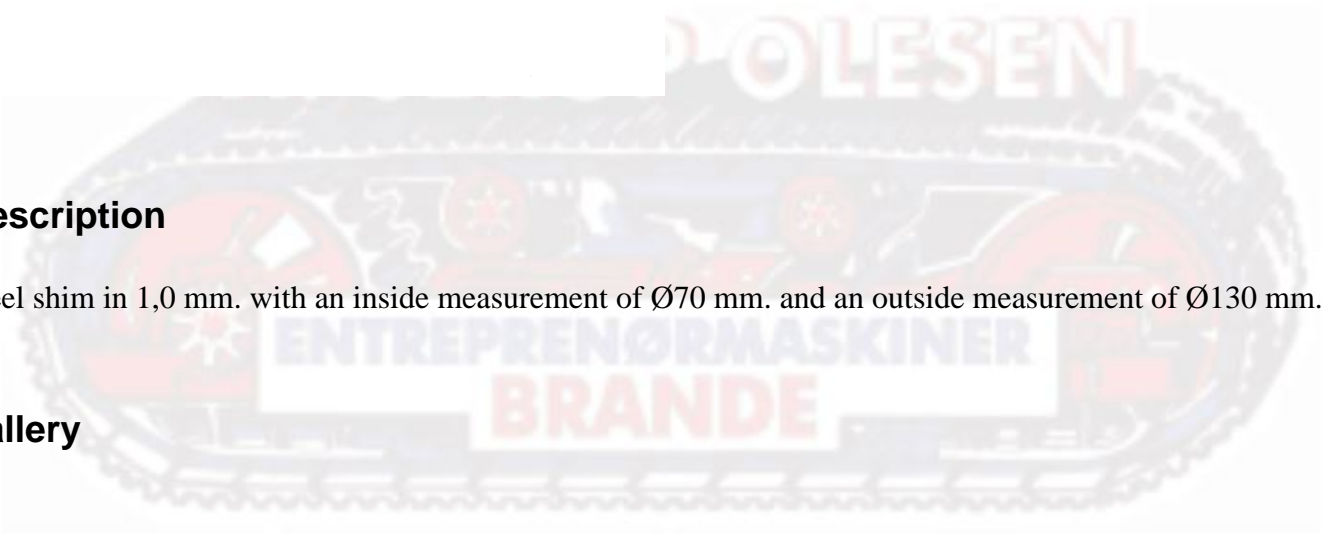 P OLESEN
escription
eel shim in 1,0 mm. with an inside measurement of Ø70 mm. and an outside measurement of Ø130 mm.
ENTREPRENØRMASKINER
BRANDE
allery